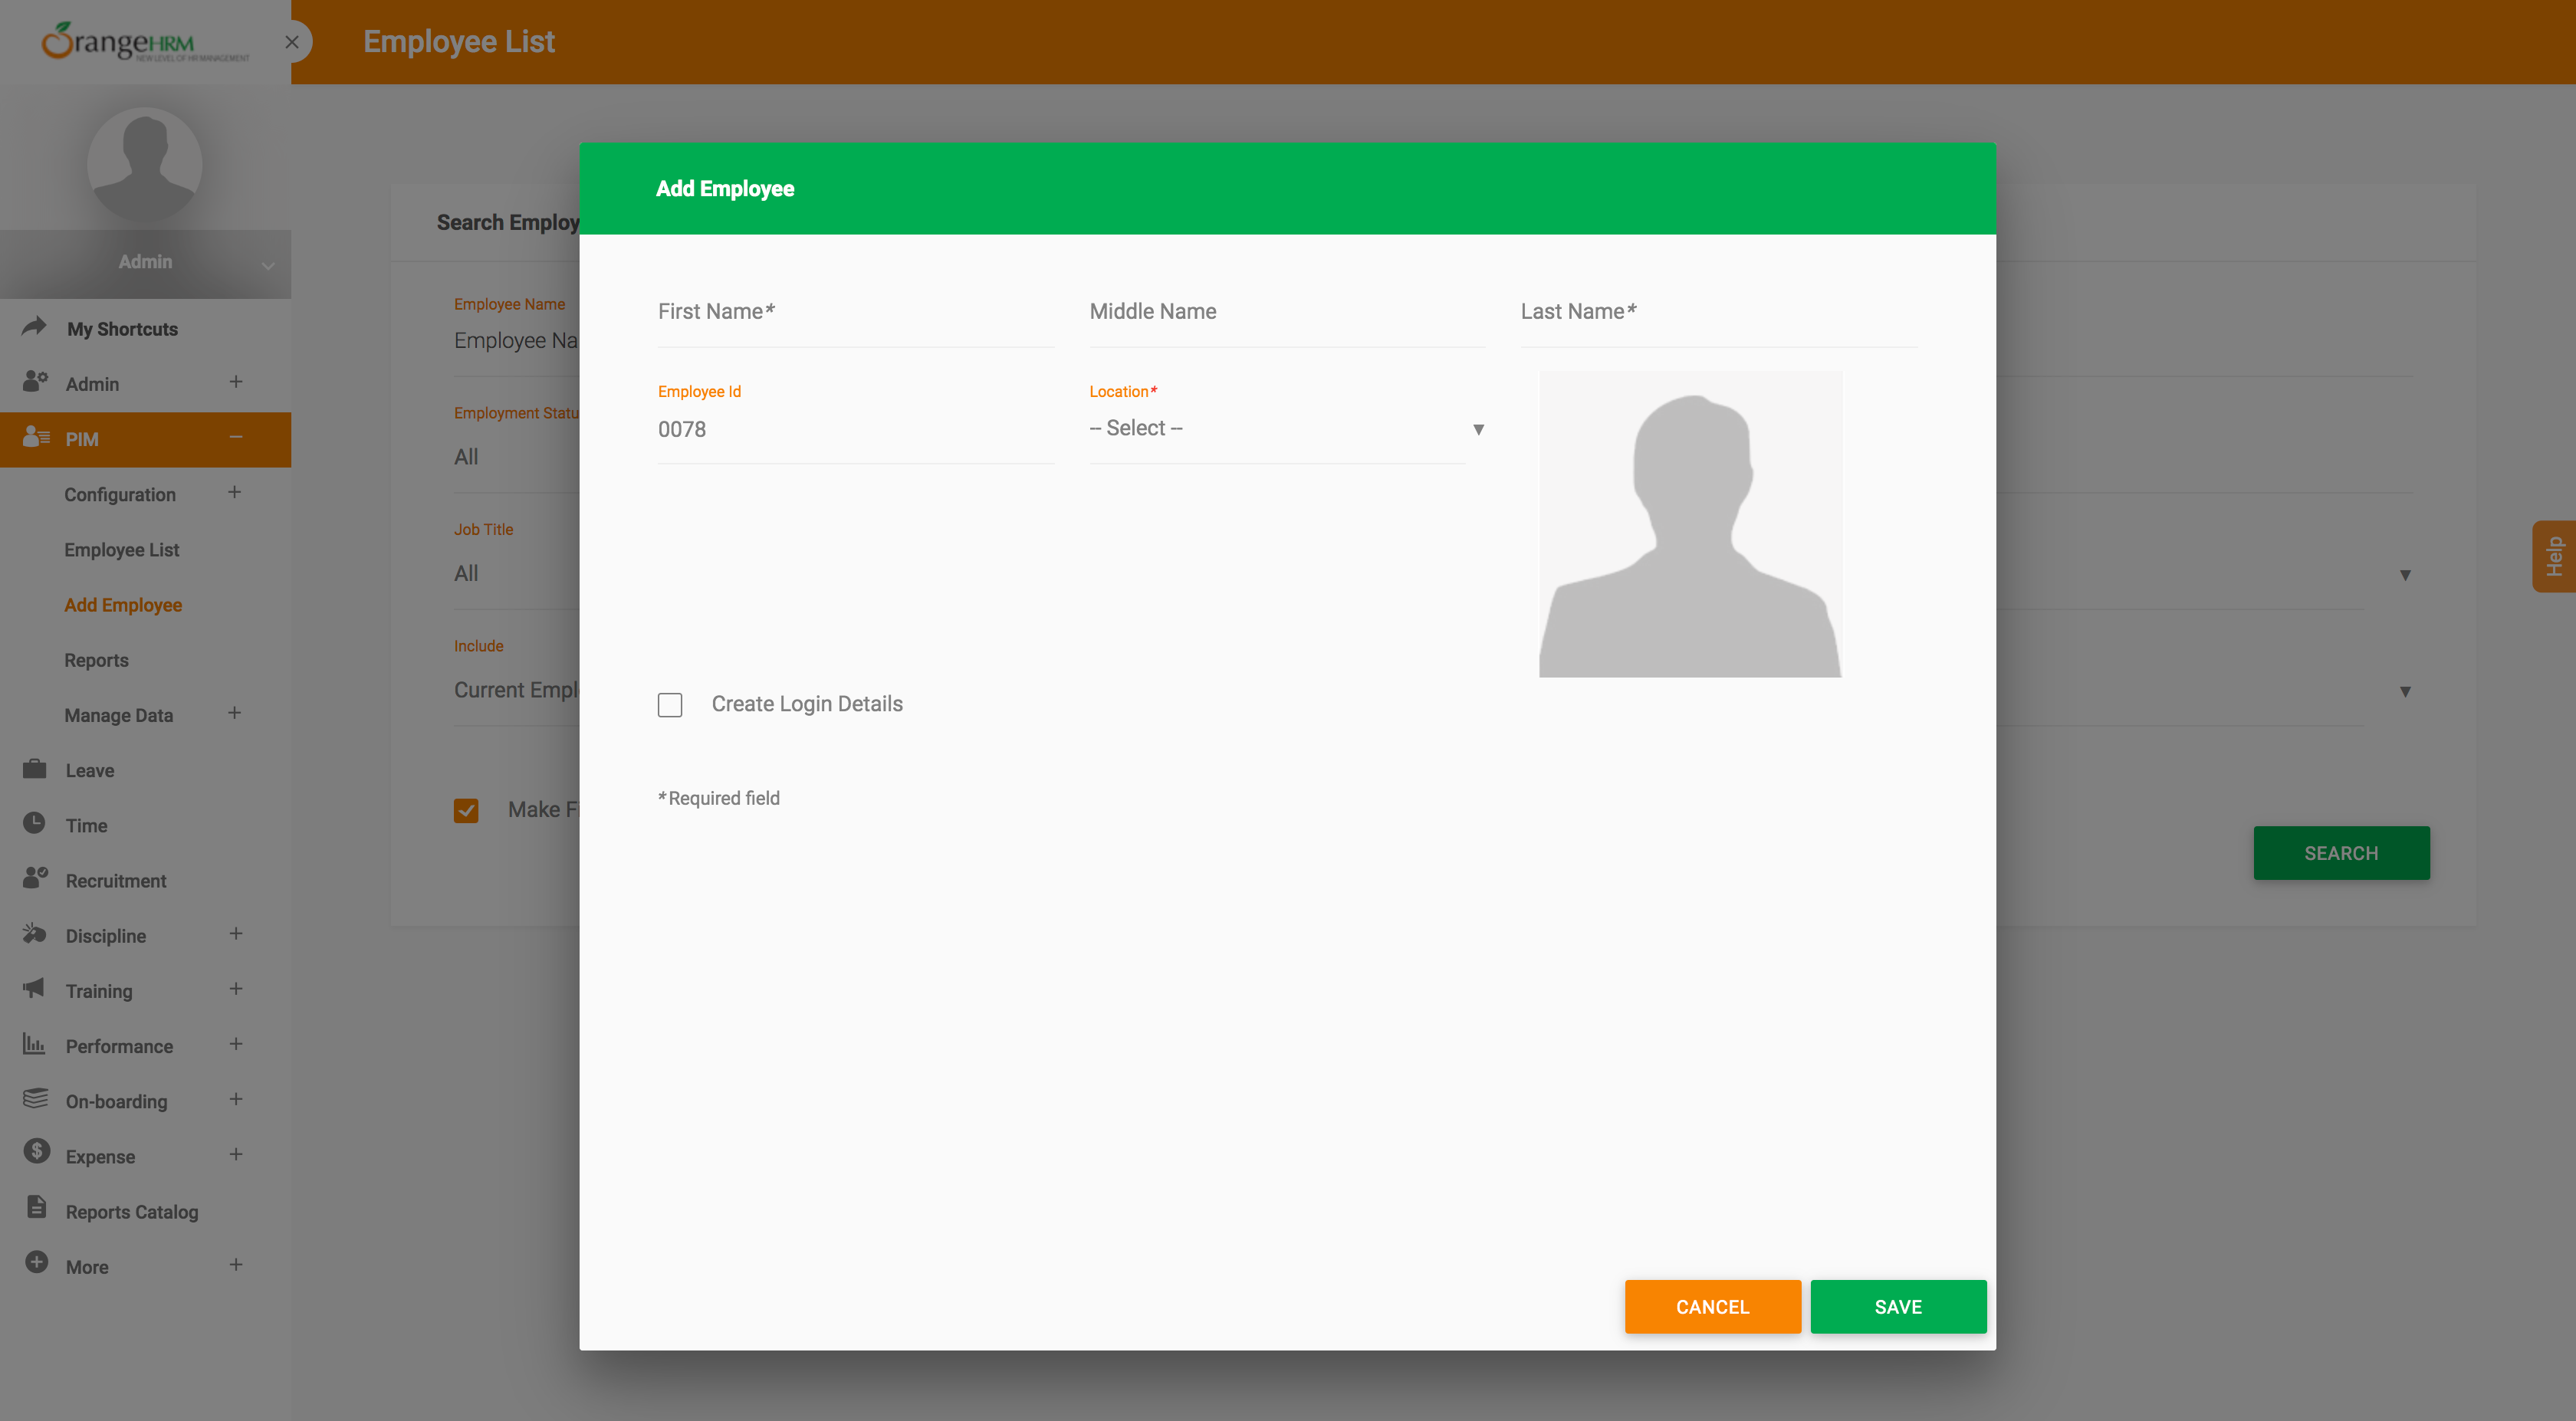 OrangeHRM
NEW LEVEL OF HR MANAGEMENT
Employee List
Admin
My Shortcuts
Admin
PIM
Configuration
Employee List
Add Employee
Reports
Manage Data
Leave
Time
Recruitment
Discipline
Training
Performance
On-boarding
Expense
Reports Catalog
More
Search Employ
Employee Name
Employee Na
Employment Statu
All
Job Title
All
Include
Current Empl
Make Fi
SEARCH
Help
Add Employee
First Name*
Middle Name
Last Name*
Employee Id
0078
Location*
-- Select --
Create Login Details
*Required field
CANCEL
SAVE